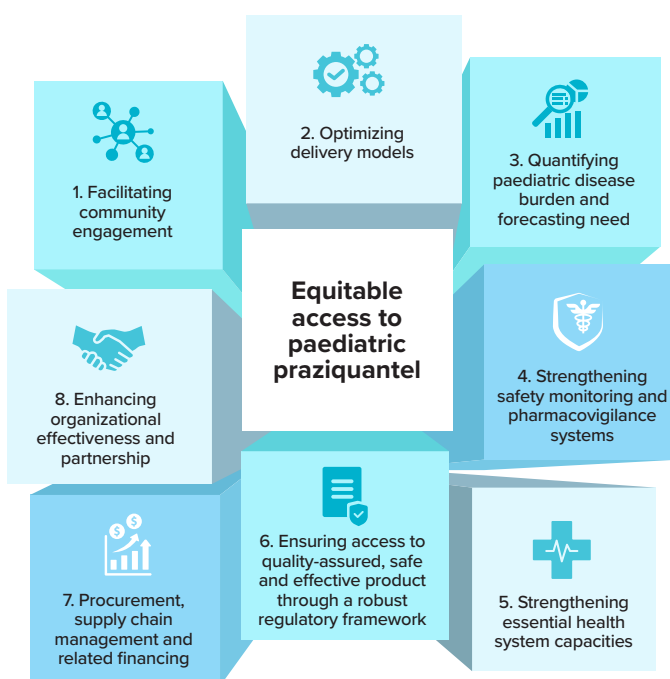 1. Facilitating
community
engagement
2. Optimizing
delivery models
3. Quantifying
paediatric disease
burden and
forecasting need
Equitable
access to
paediatric
praziquantel
4. Strengthening
safety monitoring and
pharmacovigilance
systems
5. Strengthening
essential health
system capacities
6. Ensuring access to
quality-assured, safe
and effective product
through a robust
regulatory framework
$ $
7. Procurement,
supply chain
management and
related financing
8. Enhancing
organizational
effectiveness and
partnership